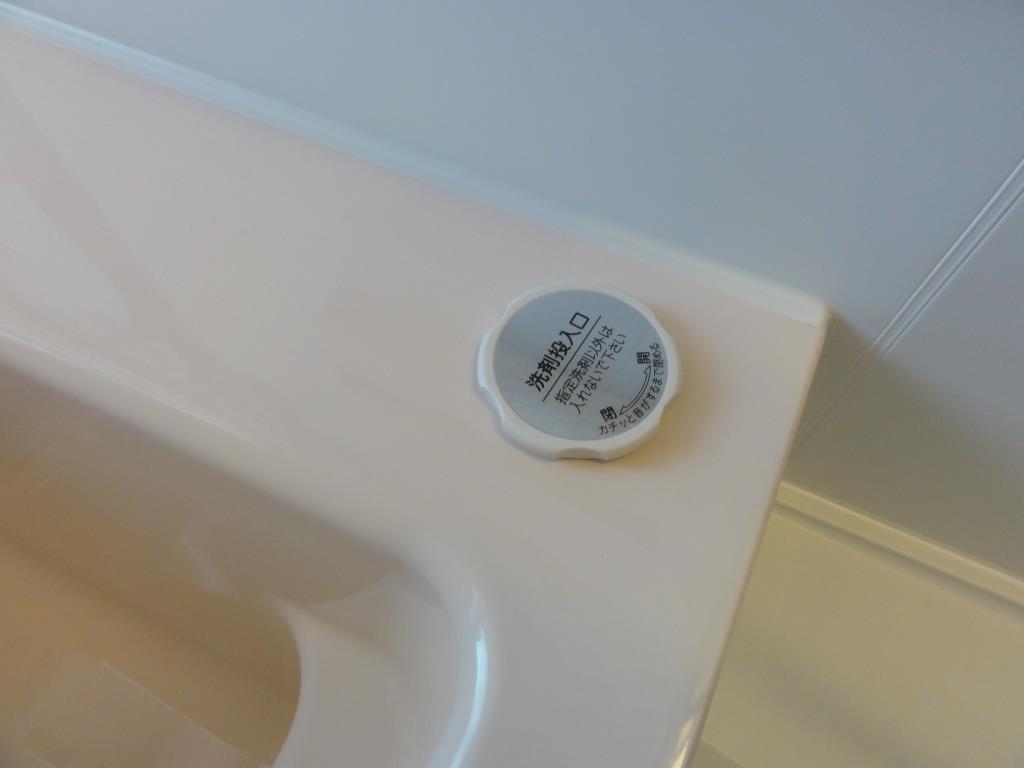 洗剤投入口
指定洗剤以外は
入れないで下さい
閉 開
カチッと音がするまで閉める